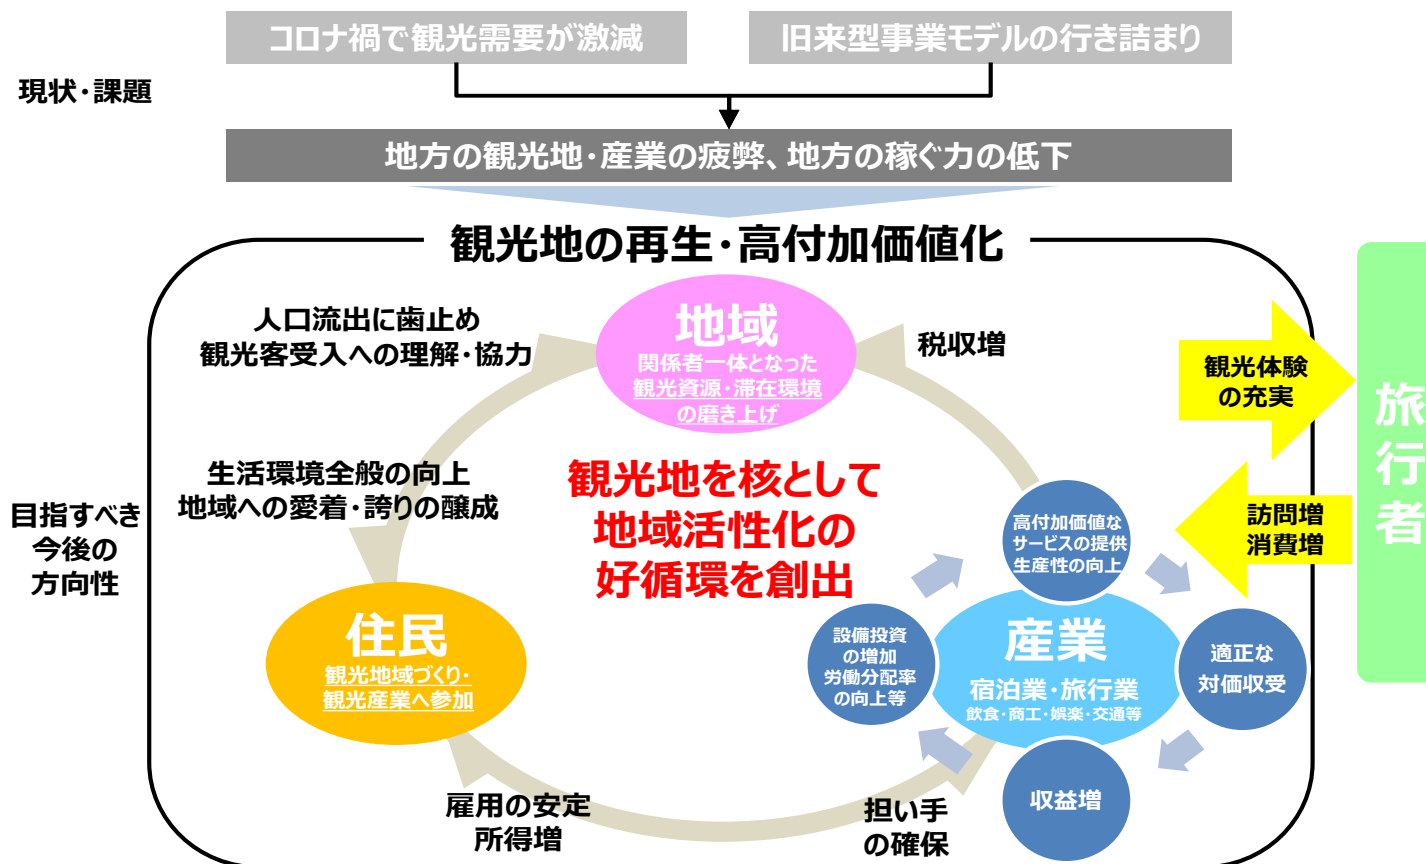 コロナ禍で観光需要が激減
旧来型事業モデルの行き詰まり
現状・課題
地方の観光地・産業の疲弊、地方の稼ぐ力の低下
観光地の再生・高付加価値化
人口流出に歯止め
観光客受入への理解・協力
地域
関係者一体となった
観光資源・滞在環境
の磨き上げ
税収増
観光体験
の充実
旅行者
生活環境全般の向上
地域への愛着・誇りの醸成
観光地を核として
地域活性化の
好循環を創出
目指すべき
今後の
方向性
高付加価値な
サービスの提供
生産性の向上
訪問増
消費増
住民
観光地域づくり・
観光産業へ参加
設備投資
の増加
労働分配率
の向上等
産業
宿泊業・旅行業
飲食・商工・娯楽・交通等
適正な
対価収受
収益増
雇用の安定
所得増
担い手
の確保